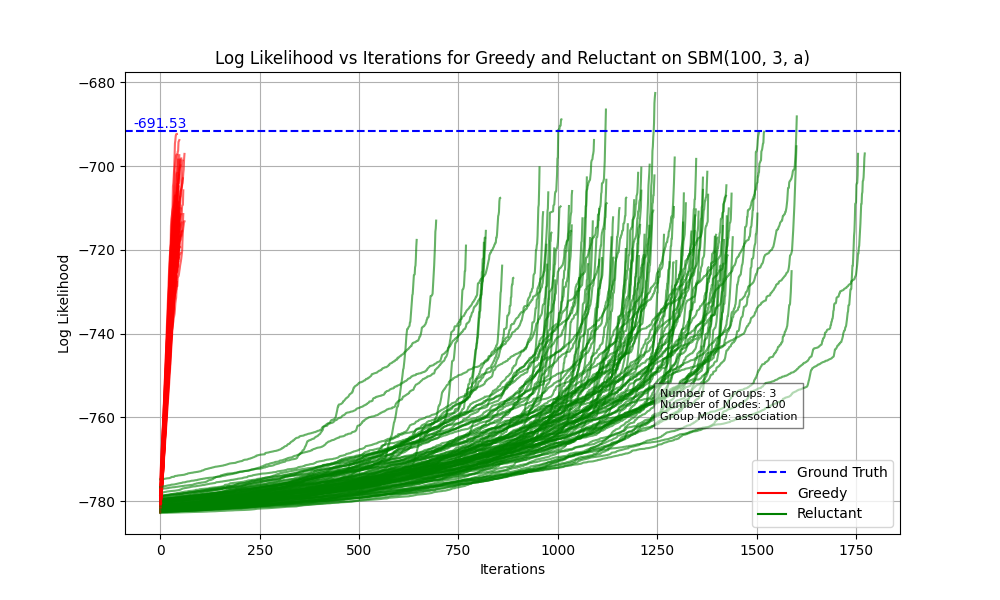 Log Likelihood vs Iterations for Greedy and Reluctant on SBM(100, 3, a)
Log Likelihood
−680
−700
−720
−740
−760
−780
-691.53
Number of Groups: 3
Number of Nodes: 100
Group Mode: association
Ground Truth
Greedy
Reluctant
0 250 500 750 1000 1250 1500 1750
Iterations